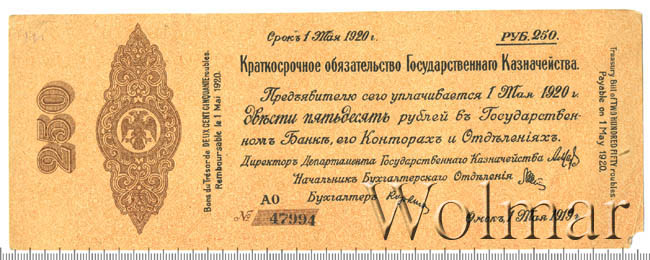 250
Bons du Trésor de DEUX CENT CINQUANTE roubles.
Remboursable le 1 Mai 1920.
Срокъ 1 Мая 1920 г.
РУБ. 250.
Краткосрочное обязательство Государственнаго Казначейства.
Предъявителю сего уплачивается 1 Мая 1920 г.
двѣсти пятьдесятъ рублей въ Государствен-
номъ Банкѣ, его Конторахъ и Отдѣленіяхъ.
Директоръ Департамента Государственнаго Казначейства
Начальникъ Бухгалтерскаго Отдѣленія
Бухгалтеръ
АО
№ 47994
Омскъ, 1 Мая 1919 г.
Treasury Bill of TWO HUNDRED FIFTY roubles.
Payable on 1 May 1920.
Wolmar